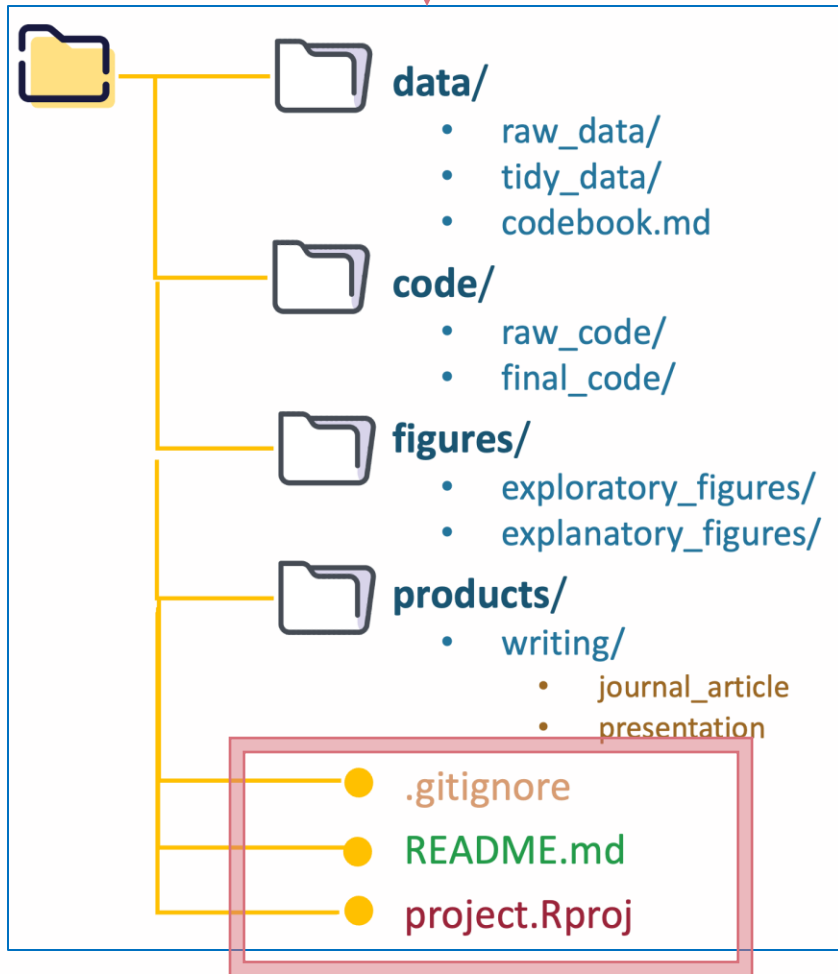 data/
• raw_data/
• tidy_data/
• codebook.md
code/
• raw_code/
• final_code/
figures/
• exploratory_figures/
• explanatory_figures/
products/
• writing/
• journal_article
• presentation
.gitignore
README.md
project.Rproj